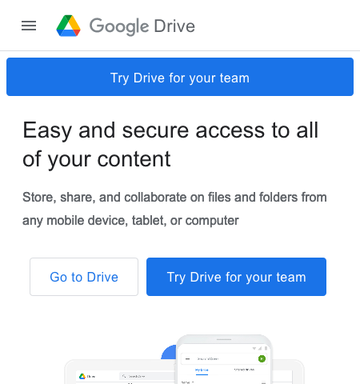 Google Drive
Try Drive for your team
Easy and secure access to all
of your content
Store, share, and collaborate on files and folders from
any mobile device, tablet, or computer
Go to Drive
Try Drive for your team
Drive